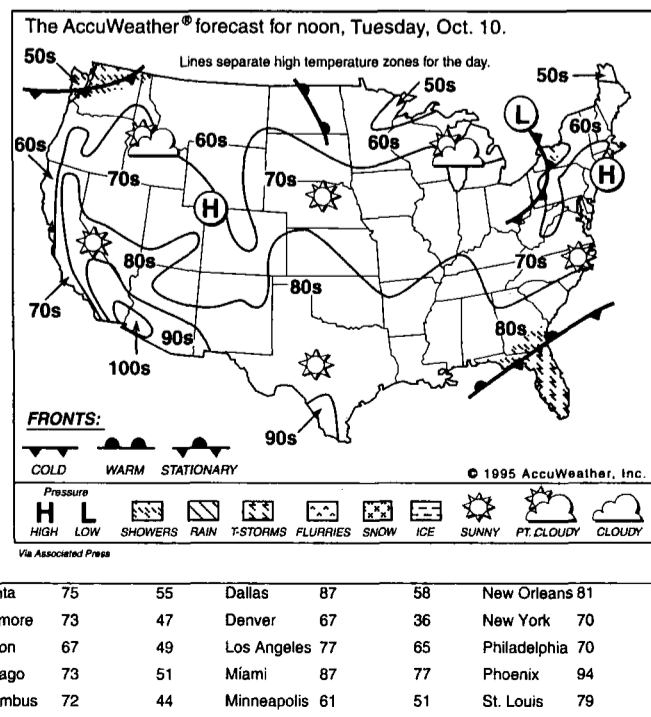 The AccuWeather® forecast for noon, Tuesday, Oct. 10.
Lines separate high temperature zones for the day.
50s
50s
50s
60s
60s
60s
60s
L
H
70s
70s
H
80s
80s
70s
70s
80s
90s
100s
90s
FRONTS:
COLD WARM STATIONARY
© 1995 AccuWeather, Inc.
Pressure
H L
HIGH LOW SHOWERS RAIN T-STORMS FLURRIES SNOW ICE SUNNY PT. CLOUDY CLOUDY
Via Associated Press
nta 75 55 Dallas 87 58 New Orleans 81
more 73 47 Denver 67 36 New York 70
on 67 49 Los Angeles 77 65 Philadelphia 70
ago 73 51 Miami 87 77 Phoenix 94
mbus 72 44 Minneapolis 61 51 St. Louis 79